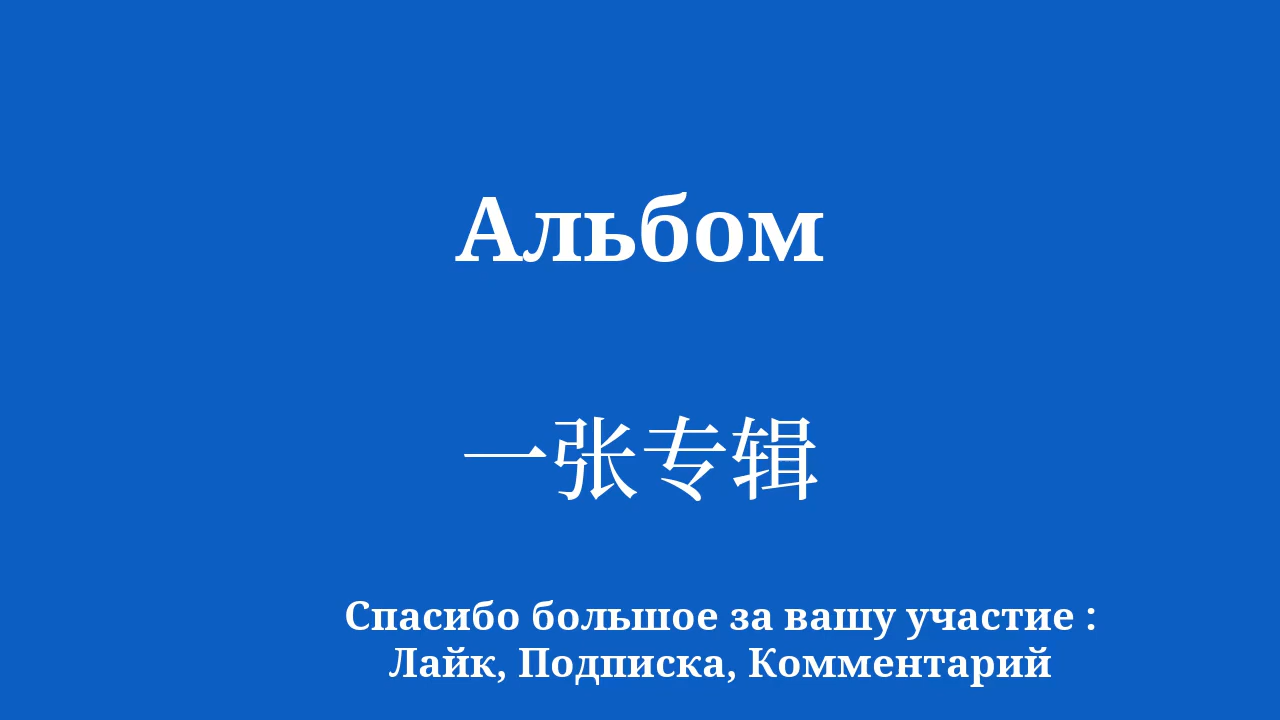 Альбом
一张专辑
Спасибо большое за вашу участие :
Лайк, Подписка, Комментарий